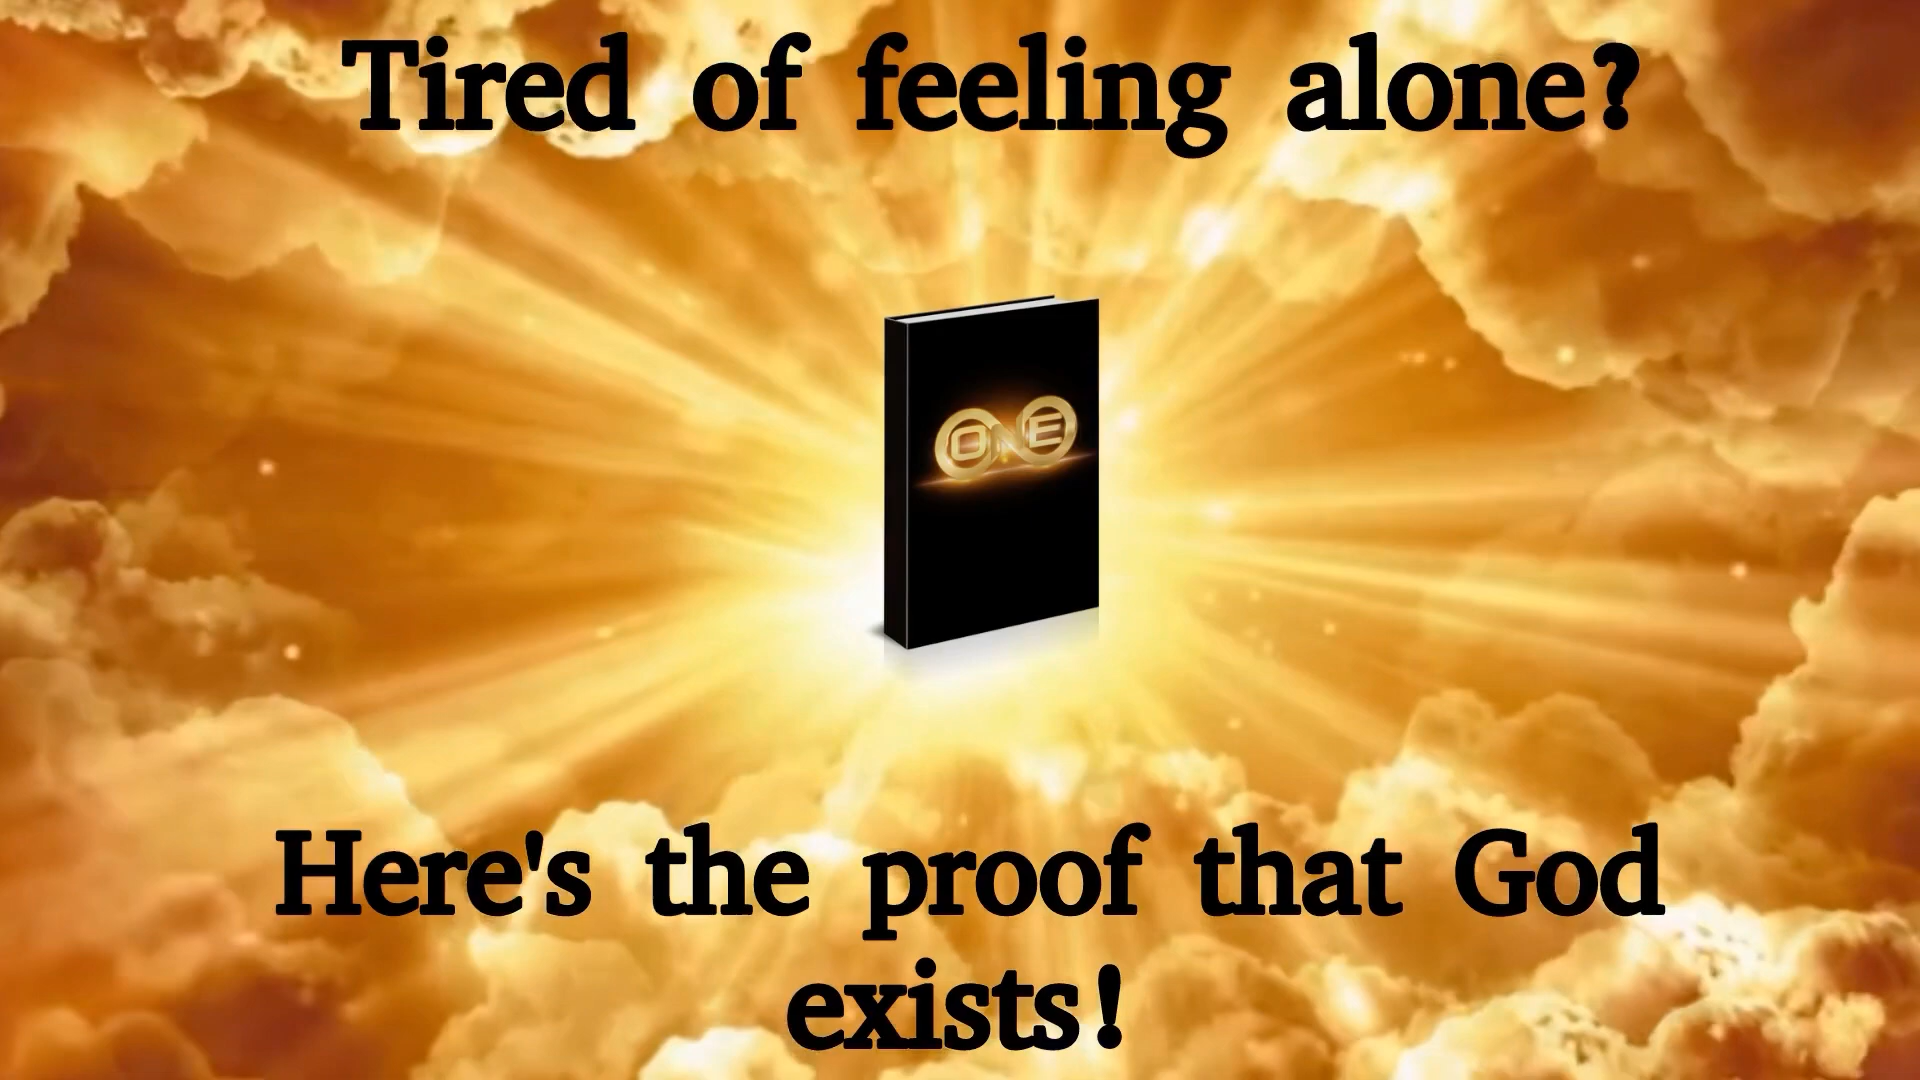 Tired of feeling alone?
ONE
Here's the proof that God
exists!